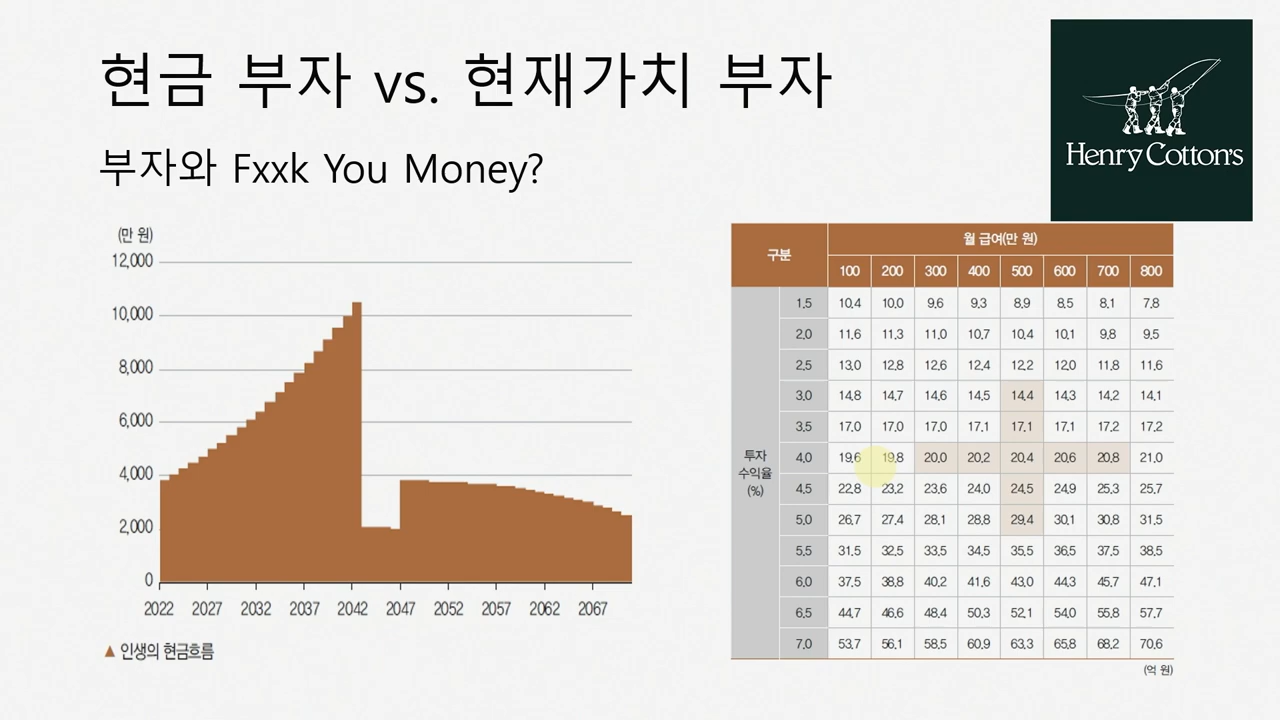 현금 부자 vs. 현재가치 부자
부자와 Fxxk You Money?
Henry Cotton's
(만 원)
12,000
10,000
8,000
6,000
4,000
2,000
0
2022 2027 2032 2037 2042 2047 2052 2057 2062 2067
▲ 인생의 현금흐름
구분 월 급여(만 원)
100 200 300 400 500 600 700 800
투자 수익률 (%)
1.5 10.4 10.0 9.6 9.3 8.9 8.5 8.1 7.8
2.0 11.6 11.3 11.0 10.7 10.4 10.1 9.8 9.5
2.5 13.0 12.8 12.6 12.4 12.2 12.0 11.8 11.6
3.0 14.8 14.7 14.6 14.5 14.4 14.3 14.2 14.1
3.5 17.0 17.0 17.0 17.1 17.1 17.1 17.2 17.2
4.0 19.6 19.8 20.0 20.2 20.4 20.6 20.8 21.0
4.5 22.8 23.2 23.6 24.0 24.5 24.9 25.3 25.7
5.0 26.7 27.4 28.1 28.8 29.4 30.1 30.8 31.5
5.5 31.5 32.5 33.5 34.5 35.5 36.5 37.5 38.5
6.0 37.5 38.8 40.2 41.6 43.0 44.3 45.7 47.1
6.5 44.7 46.6 48.4 50.3 52.1 54.0 55.8 57.7
7.0 53.7 56.1 58.5 60.9 63.3 65.8 68.2 70.6
(억 원)